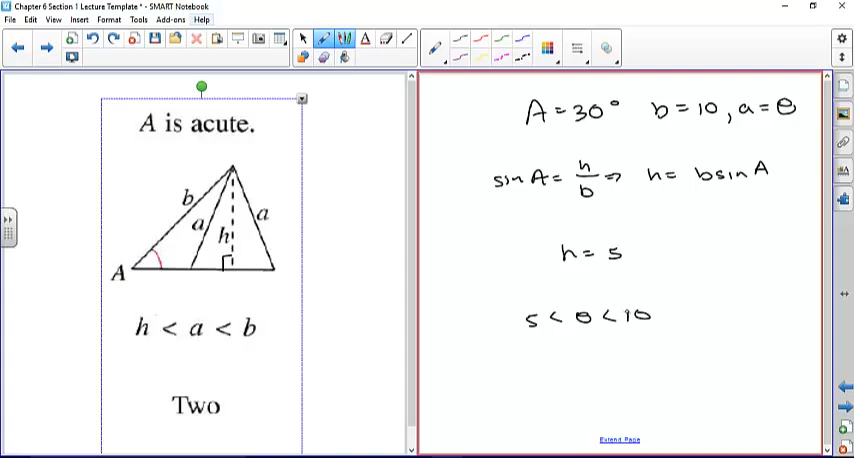 Chapter 6 Section 1 Lecture Template * - SMART Notebook
File Edit View Insert Format Tools Add-ons Help
A is acute.
b
a
a
h
A
h < a < b
Two
A = 30° b = 10, a = 8
sin A = h/b ⇒ h = b sin A
h = 5
5 < 8 < 10
Extend Page